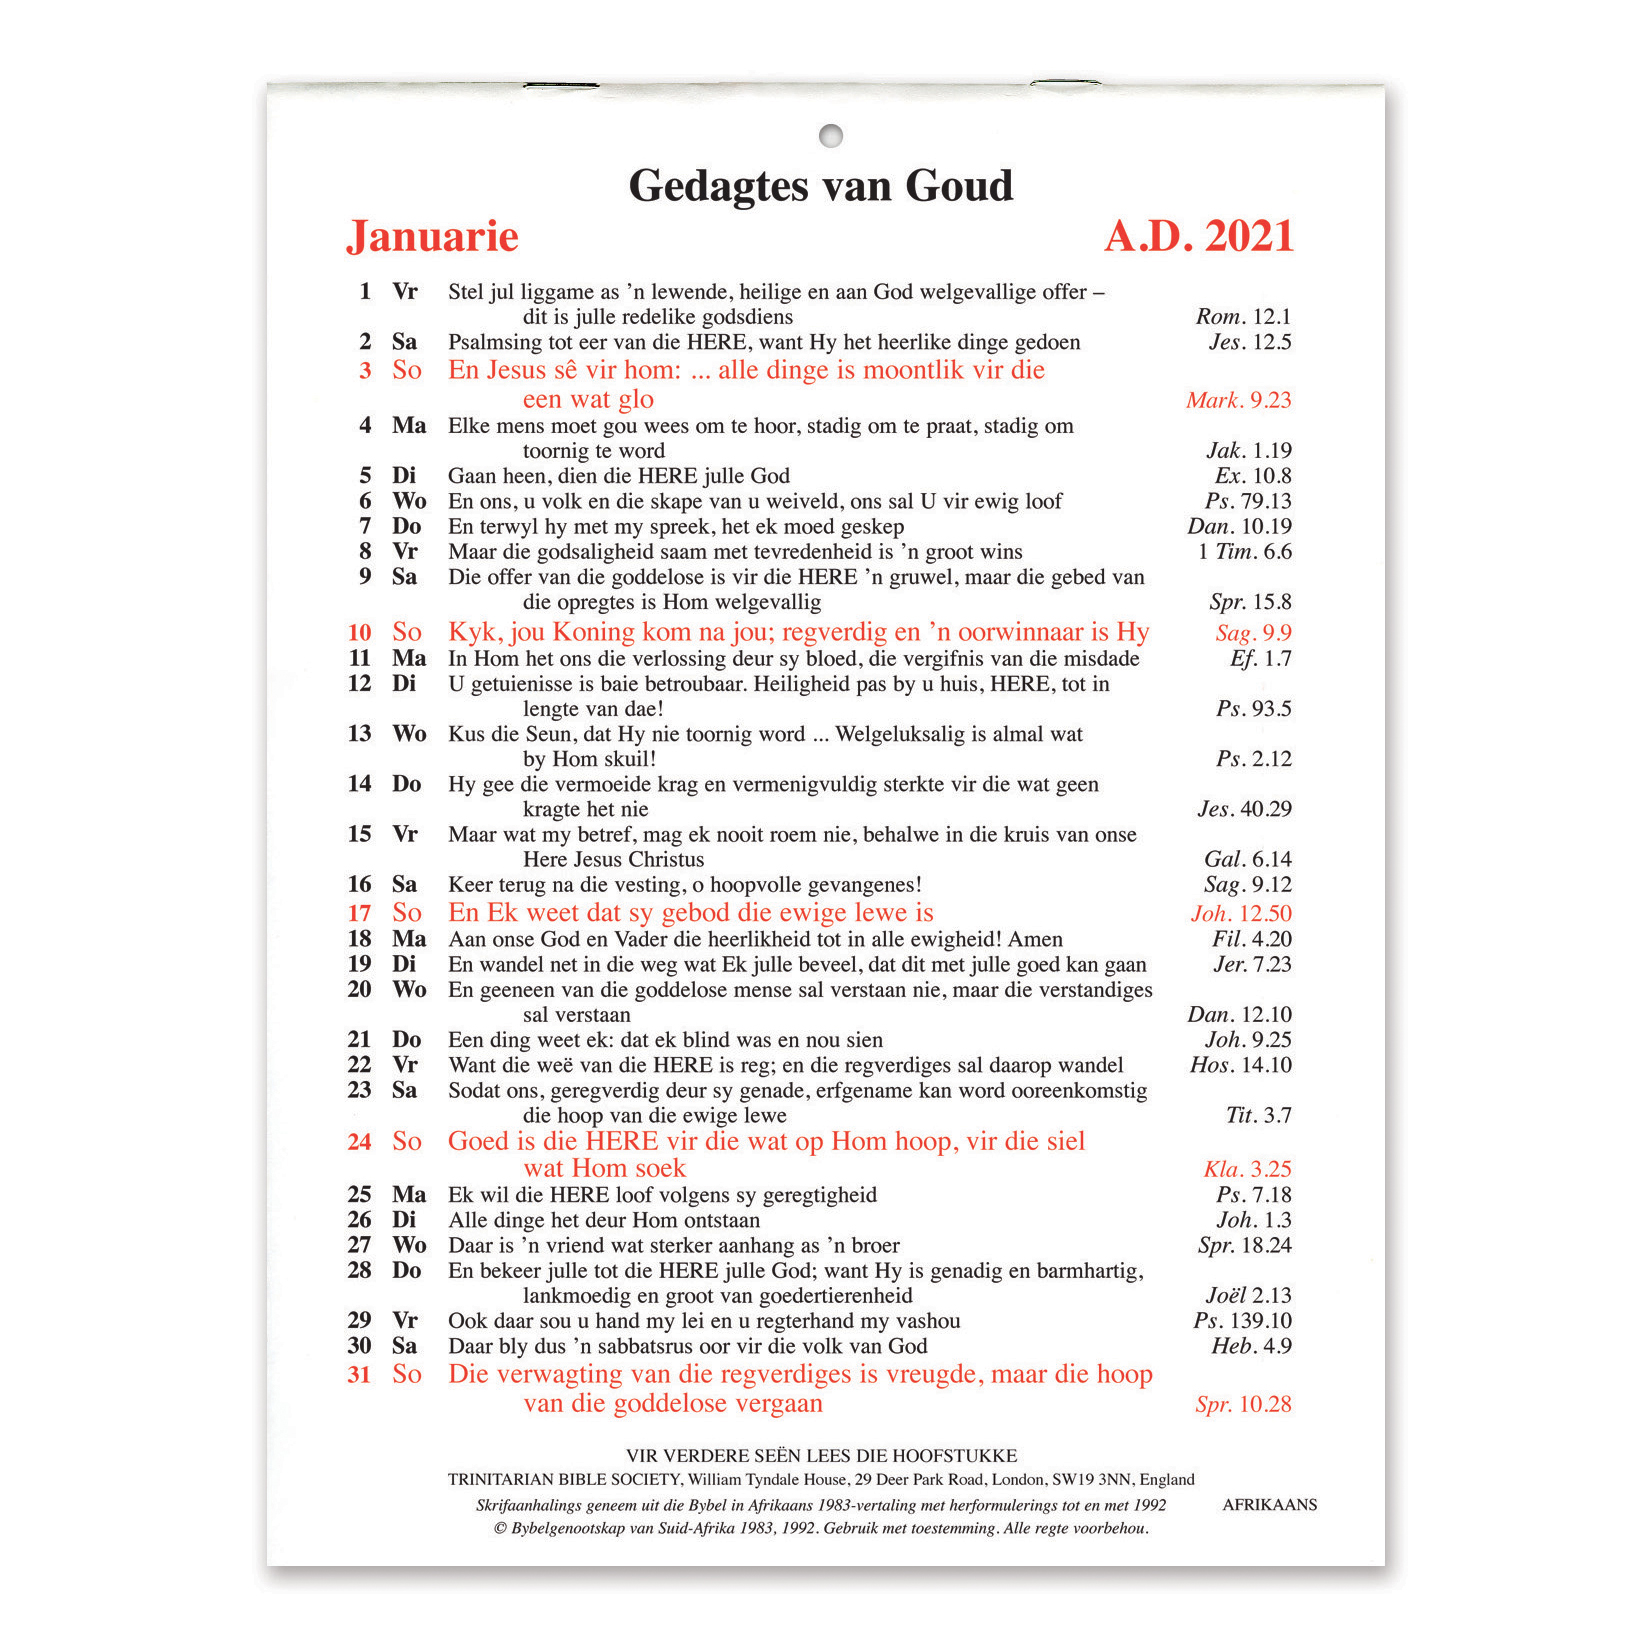 Gedagtes van Goud
Januarie A.D. 2021
1 Vr Stel jul liggame as ’n lewende, heilige en aan God welgevallige offer –
dit is julle redelike godsdiens Rom. 12.1
2 Sa Psalmsing tot eer van die HERE, want Hy het heerlike dinge gedoen Jes. 12.5
3 So En Jesus sê vir hom: ... alle dinge is moontlik vir die
een wat glo Mark. 9.23
4 Ma Elke mens moet gou wees om te hoor, stadig om te praat, stadig om
toornig te word Jak. 1.19
5 Di Gaan heen, dien die HERE julle God Ex. 10.8
6 Wo En ons, u volk en die skape van u weiveld, ons sal U vir ewig loof Ps. 79.13
7 Do En terwyl hy met my spreek, het ek moed geskep Dan. 10.19
8 Vr Maar die godsaligheid saam met tevredenheid is ’n groot wins 1 Tim. 6.6
9 Sa Die offer van die goddelose is vir die HERE ’n gruwel, maar die gebed van
die opregtes is Hom welgevallig Spr. 15.8
10 So Kyk, jou Koning kom na jou; regverdig en ’n oorwinnaar is Hy Sag. 9.9
11 Ma In Hom het ons die verlossing deur sy bloed, die vergifnis van die misdade Ef. 1.7
12 Di U getuienisse is baie betroubaar. Heiligheid pas by u huis, HERE, tot in
lengte van dae! Ps. 93.5
13 Wo Kus die Seun, dat Hy nie toornig word ... Welgeluksalig is almal wat
by Hom skuil! Ps. 2.12
14 Do Hy gee die vermoeide krag en vermenigvuldig sterkte vir die wat geen
kragte het nie Jes. 40.29
15 Vr Maar wat my betref, mag ek nooit roem nie, behalwe in die kruis van onse
Here Jesus Christus Gal. 6.14
16 Sa Keer terug na die vesting, o hoopvolle gevangenes! Sag. 9.12
17 So En Ek weet dat sy gebod die ewige lewe is Joh. 12.50
18 Ma Aan onse God en Vader die heerlikheid tot in alle ewigheid! Amen Fil. 4.20
19 Di En wandel net in die weg wat Ek julle beveel, dat dit met julle goed kan gaan Jer. 7.23
20 Wo En geeneen van die goddelose mense sal verstaan nie, maar die verstandiges
sal verstaan Dan. 12.10
21 Do Een ding weet ek: dat ek blind was en nou sien Joh. 9.25
22 Vr Want die weë van die HERE is reg; en die regverdiges sal daarop wandel Hos. 14.10
23 Sa Sodat ons, geregverdig deur sy genade, erfgename kan word ooreenkomstig
die hoop van die ewige lewe Tit. 3.7
24 So Goed is die HERE vir die wat op Hom hoop, vir die siel
wat Hom soek Kla. 3.25
25 Ma Ek wil die HERE loof volgens sy geregtigheid Ps. 7.18
26 Di Alle dinge het deur Hom ontstaan Joh. 1.3
27 Wo Daar is ’n vriend wat sterker aanhang as ’n broer Spr. 18.24
28 Do En bekeer julle tot die HERE julle God; want Hy is genadig en barmhartig,
lankmoedig en groot van goedertierenheid Joël 2.13
29 Vr Ook daar sou u hand my lei en u regterhand my vashou Ps. 139.10
30 Sa Daar bly dus ’n sabbatsrus oor vir die volk van God Heb. 4.9
31 So Die verwagting van die regverdiges is vreugde, maar die hoop
van die goddelose vergaan Spr. 10.28
VIR VERDERE SEËN LEES DIE HOOFSTUKKE
TRINITARIAN BIBLE SOCIETY, William Tyndale House, 29 Deer Park Road, London, SW19 3NN, England
Skrifaanhalings geneem uit die Bybel in Afrikaans 1983-vertaling met herformulerings tot en met 1992 AFRIKAANS
© Bybelgenootskap van Suid-Afrika 1983, 1992. Gebruik met toestemming. Alle regte voorbehou.